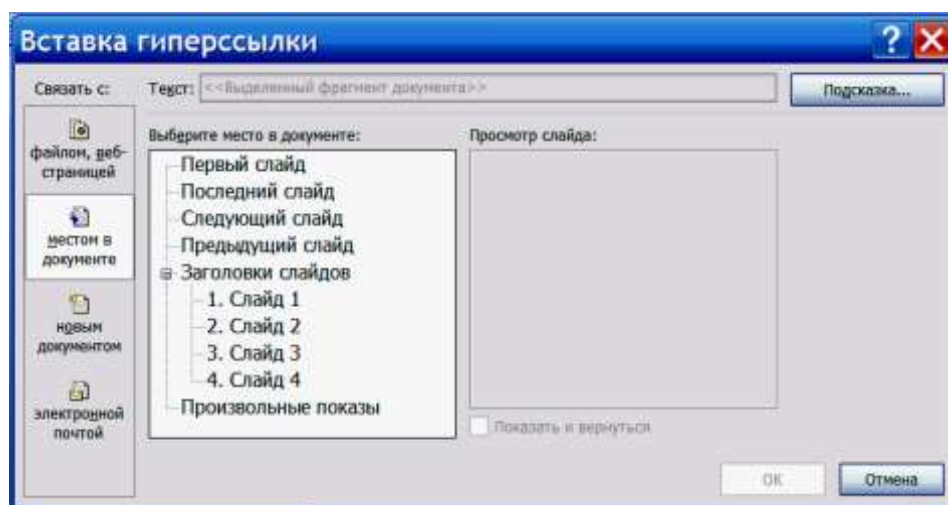 Вставка гиперссылки
Связать с:
Текст: <<Выделенный фрагмент документа>>
Подсказка...
файлом, веб-
страницей
местом в
документе
новым
документом
электронной
почтой
Выберите место в документе:
Первый слайд
Последний слайд
Следующий слайд
Предыдущий слайд
Заголовки слайдов
1. Слайд 1
2. Слайд 2
3. Слайд 3
4. Слайд 4
Произвольные показы
Просмотр слайда:
Показать и вернуться
ОК
Отмена